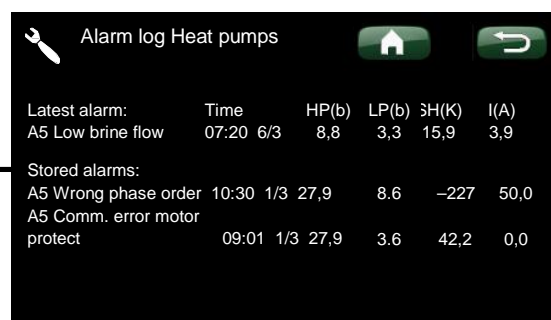 Alarm log Heat pumps
Latest alarm: Time HP(b) LP(b) SH(K) I(A)
A5 Low brine flow 07:20 6/3 8,8 3,3 15,9 3,9
Stored alarms:
A5 Wrong phase order 10:30 1/3 27,9 8.6 –227 50,0
A5 Comm. error motor
protect 09:01 1/3 27,9 3.6 42,2 0,0